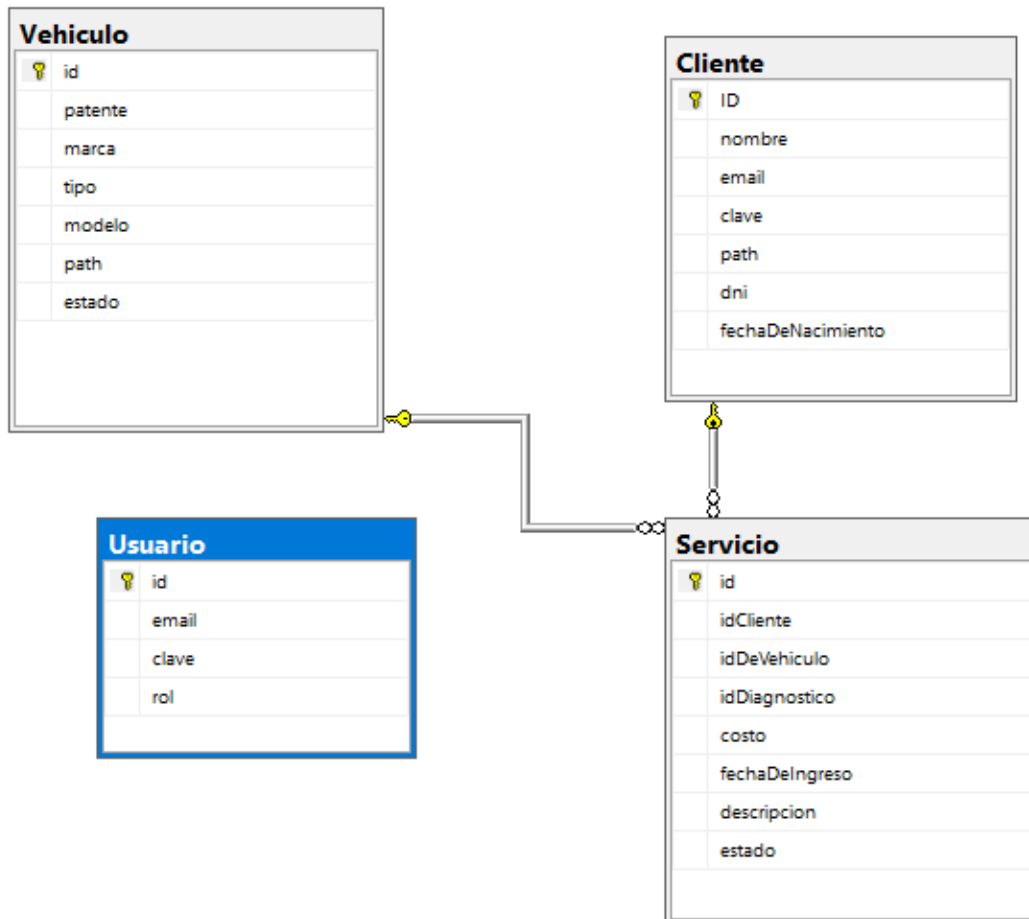 Vehiculo
id
patente
marca
tipo
modelo
path
estado
Cliente
ID
nombre
email
clave
path
dni
fechaDeNacimiento
Usuario
id
email
clave
rol
Servicio
id
idCliente
idDeVehiculo
idDiagnostico
costo
fechaDeIngreso
descripcion
estado